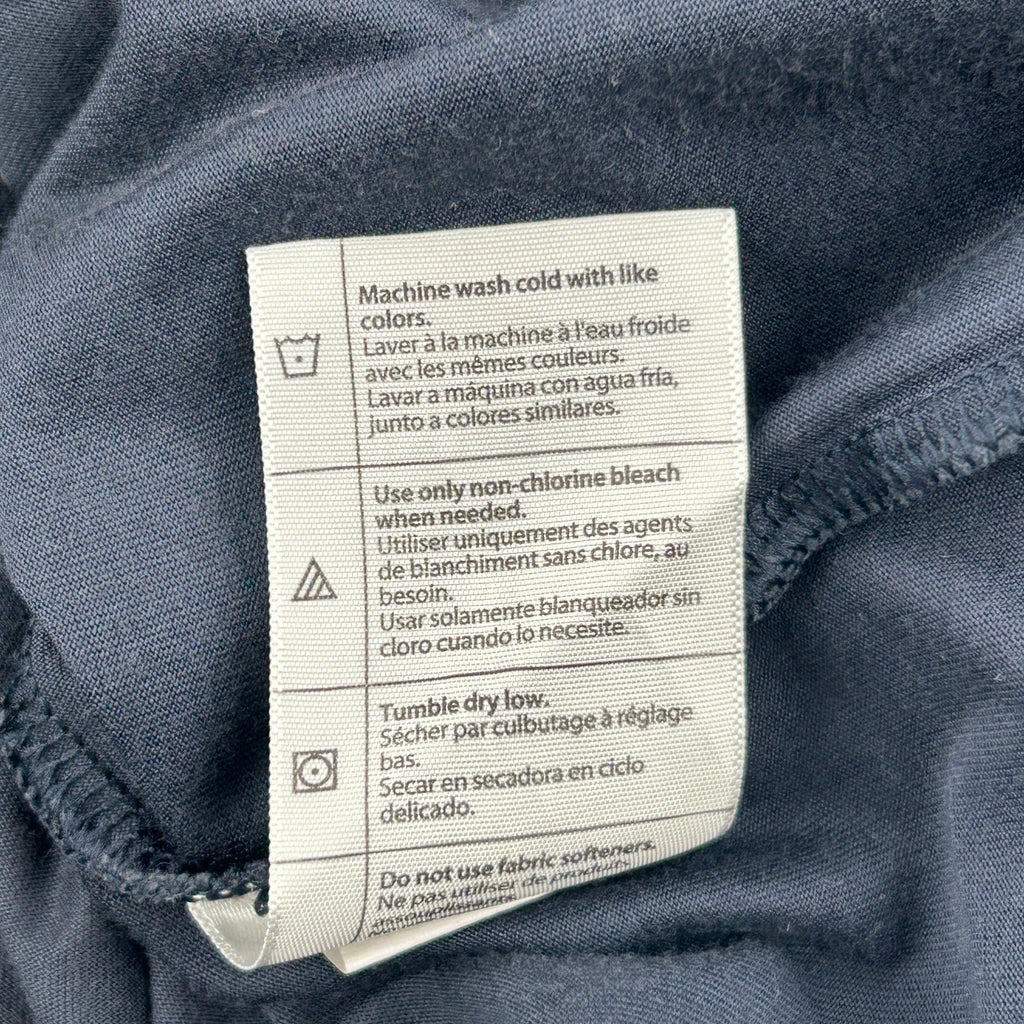 Machine wash cold with like
colors.
Laver à la machine à l'eau froide
avec les mêmes couleurs.
Lavar a máquina con agua fría,
junto a colores similares.
Use only non-chlorine bleach
when needed.
Utiliser uniquement des agents
de blanchiment sans chlore, au
besoin.
Usar solamente blanqueador sin
cloro cuando lo necesite.
Tumble dry low.
Sécher par culbutage à réglage
bas.
Secar en secadora en ciclo
delicado.
Do not use fabric softeners.
Ne pas utiliser de produits